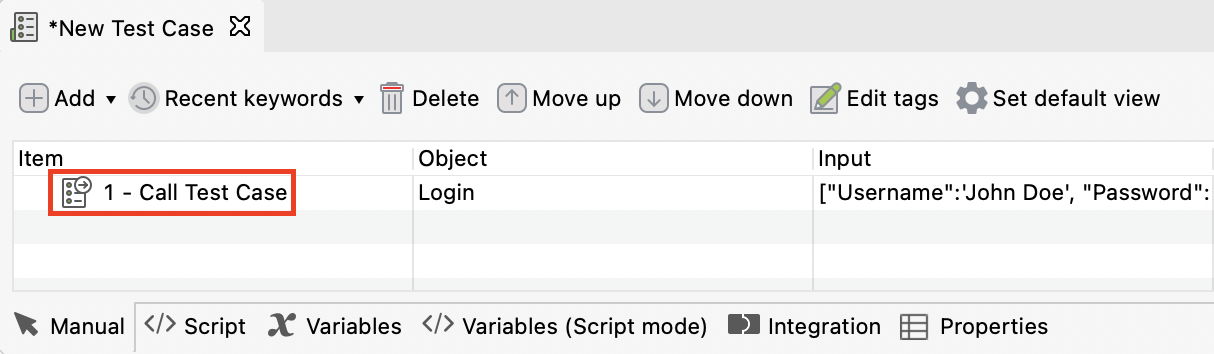 *New Test Case
Add Recent keywords Delete Move up Move down Edit tags Set default view
Item Object Input
1 - Call Test Case Login ["Username":'John Doe', "Password":
Manual </> Script x Variables </> Variables (Script mode) Integration Properties